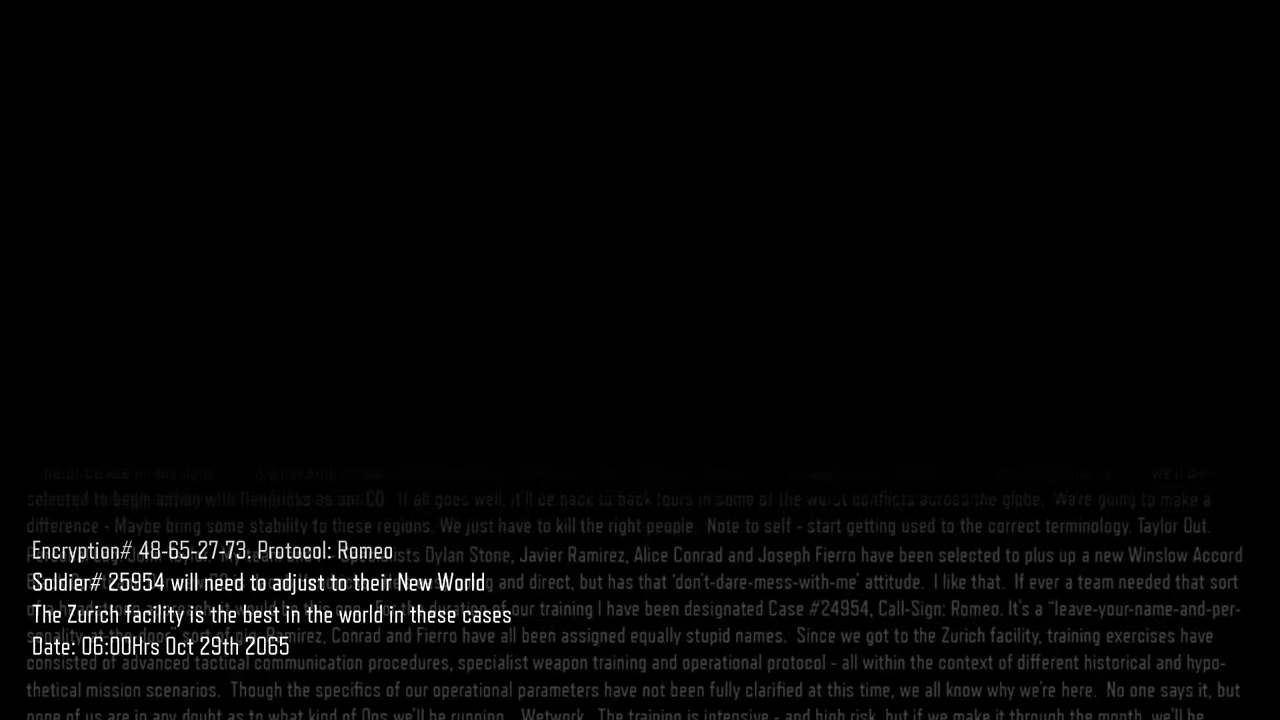 we'll be
selected to begin action with Hendricks as our CO. If all goes well, it'll be back to back tours in some of the worst conflicts across the globe. We're going to make a
difference - Maybe bring some stability to these regions. We just have to kill the right people. Note to self - start getting used to the correct terminology. Taylor Out.
Encryption# 48-65-27-73. Protocol: Romeo
Dylan Stone, Javier Ramirez, Alice Conrad and Joseph Fierro have been selected to plus up a new Winslow Accord
Soldier# 25954 will need to adjust to their New World
and direct, but has that 'don't-dare-mess-with-me' attitude. I like that. If ever a team needed that sort
The Zurich facility is the best in the world in these cases
our training I have been designated Case #24954, Call-Sign: Romeo. It's a "leave-your-name-and-per-
Ramirez, Conrad and Fierro have all been assigned equally stupid names. Since we got to the Zurich facility, training exercises have
Date: 06:00Hrs Oct 29th 2065
consisted of advanced tactical communication procedures, specialist weapon training and operational protocol - all within the context of different historical and hypo-
thetical mission scenarios. Though the specifics of our operational parameters have not been fully clarified at this time, we all know why we're here. No one says it, but
none of us are in any doubt as to what kind of Ops we'll be running. Wetwork. The training is intensive - and high risk, but if we make it through the month, we'll be